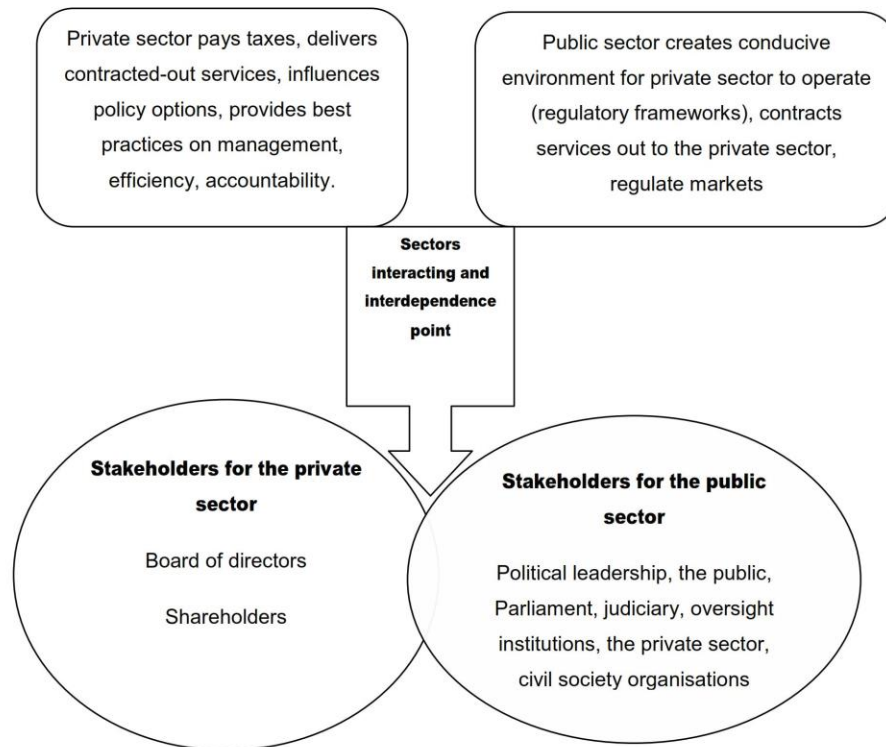 Private sector pays taxes, delivers
contracted-out services, influences
policy options, provides best
practices on management,
efficiency, accountability.
Public sector creates conducive
environment for private sector to operate
(regulatory frameworks), contracts
services out to the private sector,
regulate markets
Sectors
interacting and
interdependence
point
Stakeholders for the private
sector
Board of directors
Shareholders
Stakeholders for the public
sector
Political leadership, the public,
Parliament, judiciary, oversight
institutions, the private sector,
civil society organisations